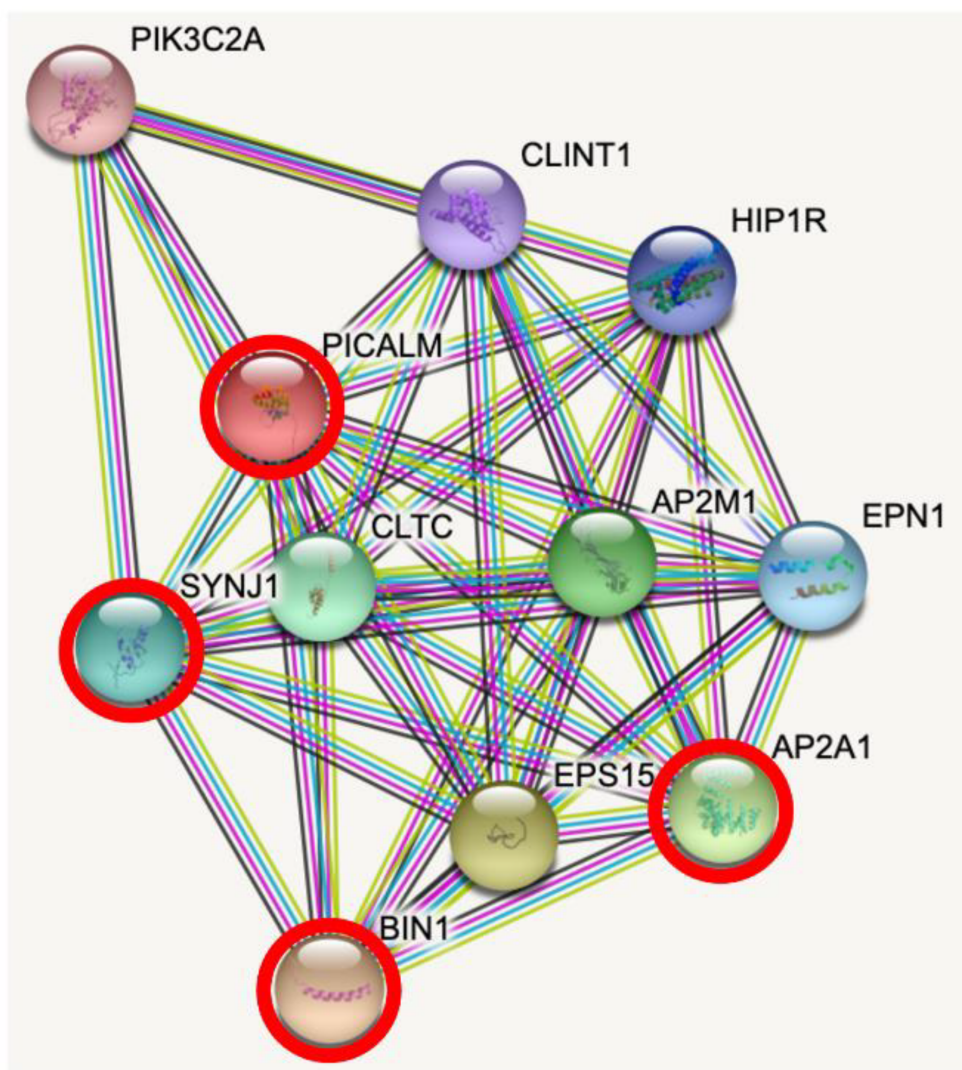 PIK3C2A
CLINT1
HIP1R
PICALM
AP2M1
EPN1
CLTC
SYNJ1
AP2A1
EPS15
BIN1